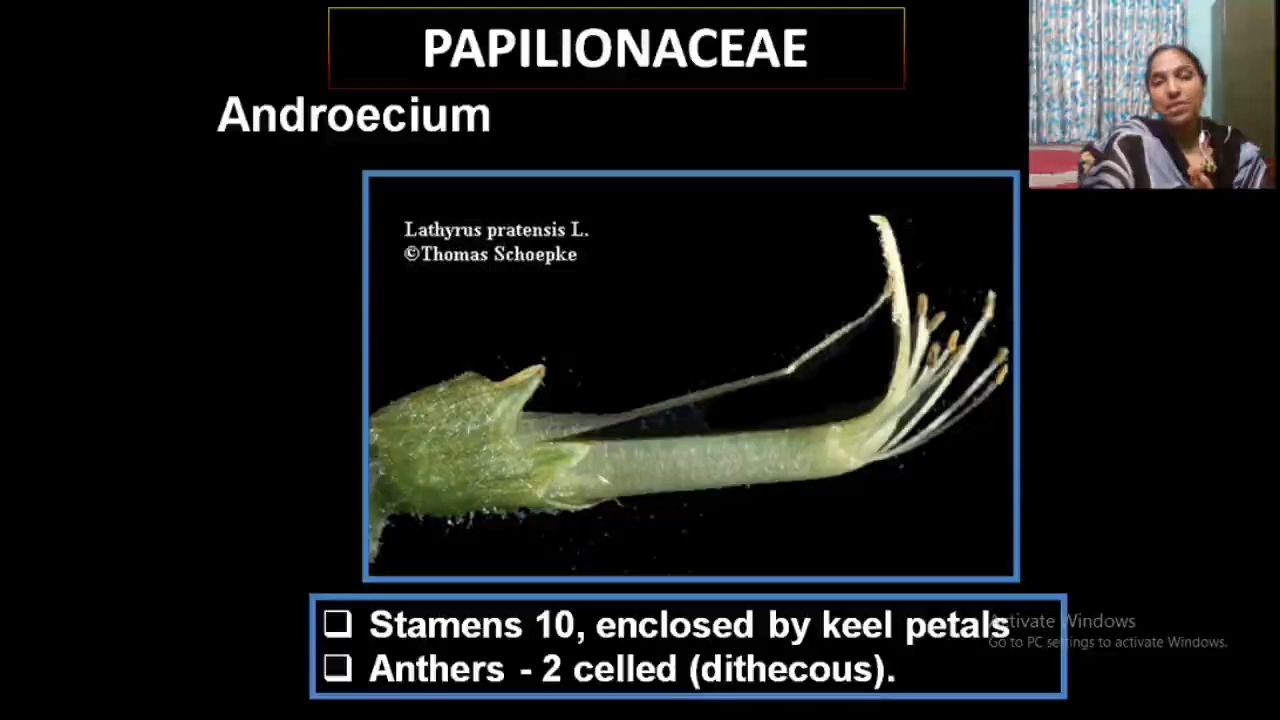 PAPILIONACEAE
Androecium
Lathyrus pratensis L.
©Thomas Schoepke
❑ Stamens 10, enclosed by keel petals
❑ Anthers - 2 celled (dithecous).
Activate Windows
Go to PC settings to activate Windows.